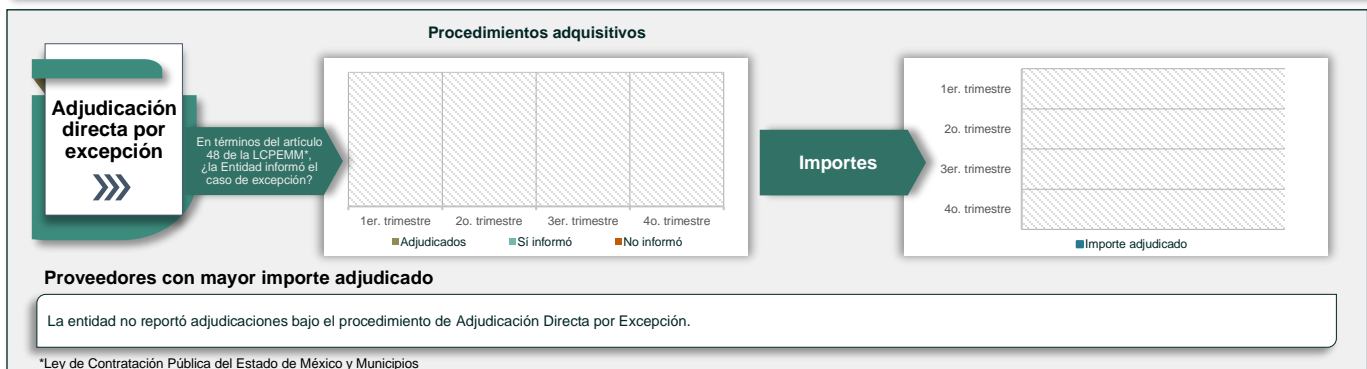 Procedimientos adquisitivos
Adjudicación
directa por
excepción
En términos del artículo
48 de la LCPEMM*,
¿la Entidad informó el
caso de excepción?
1er. trimestre 2o. trimestre 3er. trimestre 4o. trimestre
Adjudicados Sí informó No informó
Importes
1er. trimestre
2o. trimestre
3er. trimestre
4o. trimestre
Importe adjudicado
Proveedores con mayor importe adjudicado
La entidad no reportó adjudicaciones bajo el procedimiento de Adjudicación Directa por Excepción.
*Ley de Contratación Pública del Estado de México y Municipios